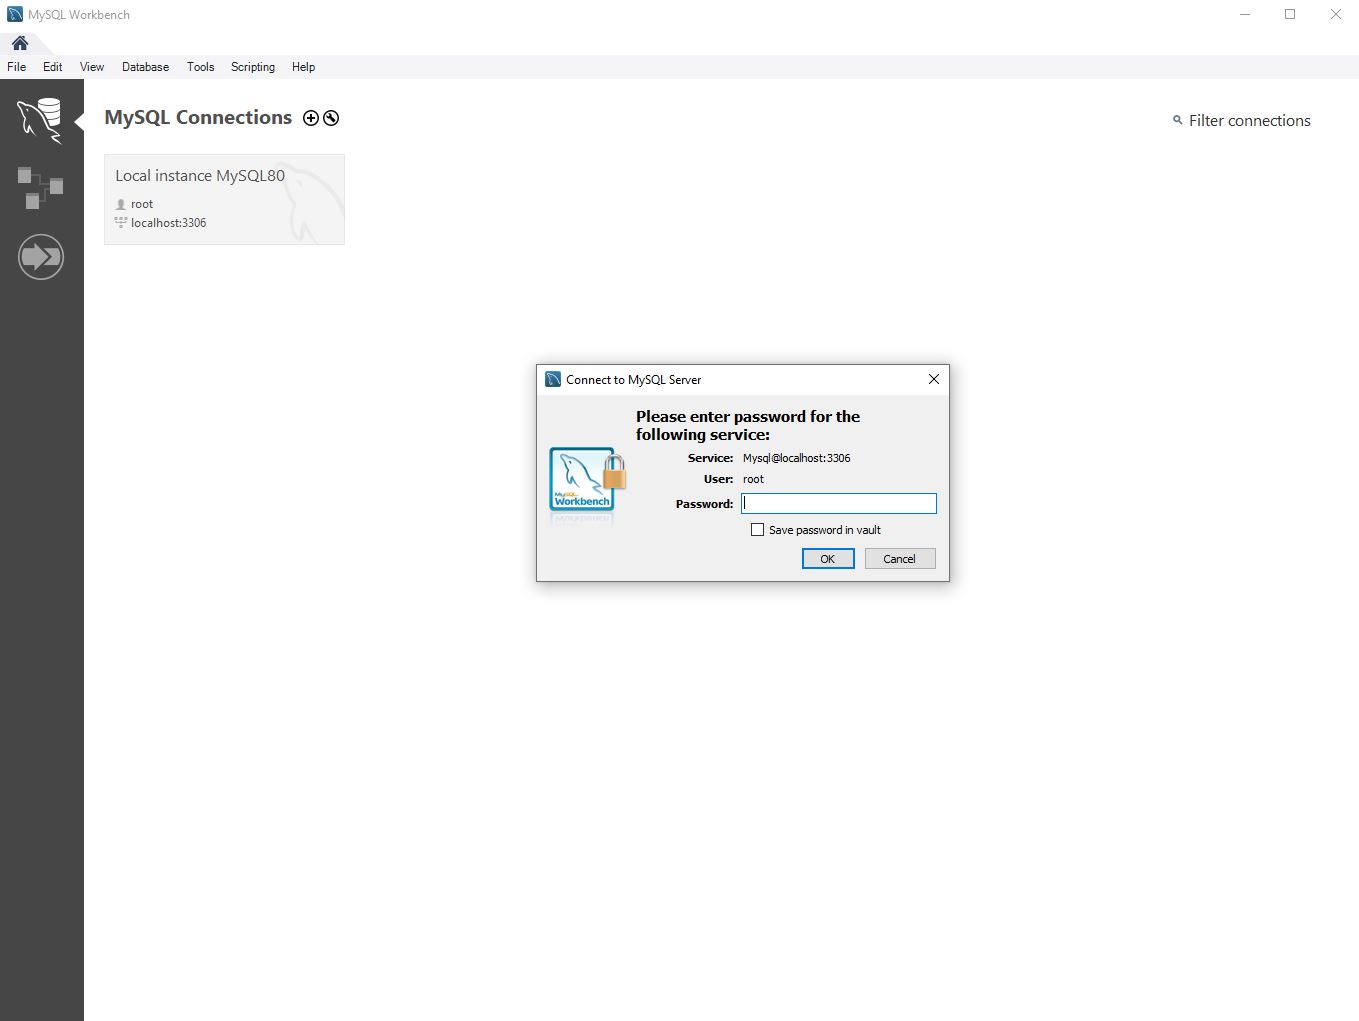 MySQL Workbench
File Edit View Database Tools Scripting Help
MySQL Connections
Filter connections
Local instance MySQL80
root
localhost:3306
Connect to MySQL Server
Please enter password for the
following service:
Service: Mysql@localhost:3306
User: root
Password:
Save password in vault
OK Cancel
MySQL
Workbench